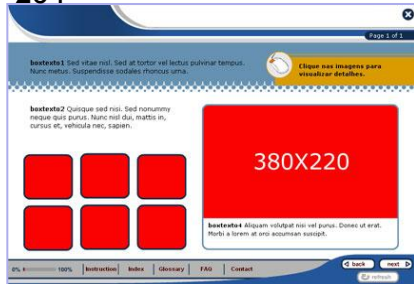 Page 1 of 1
boxtexto1 Sed vitae nisl. Sed at tortor vel lectus pulvinar tempus.
Nunc metus. Suspendisse sodales rhoncus urna.
Clique nas imagens para
visualizar detalhes.
boxtexto2 Quisque sed nisi. Sed nonummy
neque quis purus. Nunc nisl dui, mattis in,
cursus et, vehicula nec, sapien.
380X220
boxtexto4 Aliquam volutpat nisi vel purus. Donec ut erat.
Morbi a lorem at orci accumsan suscipit.
0% 100% Instruction Index Glossary FAQ Contact
back next
refresh